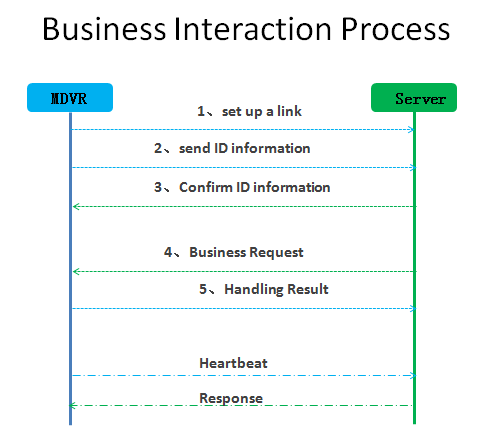 Business Interaction Process
MDVR
Server
1、set up a link
2、send ID information
3、Confirm ID information
4、Business Request
5、Handling Result
Heartbeat
Response